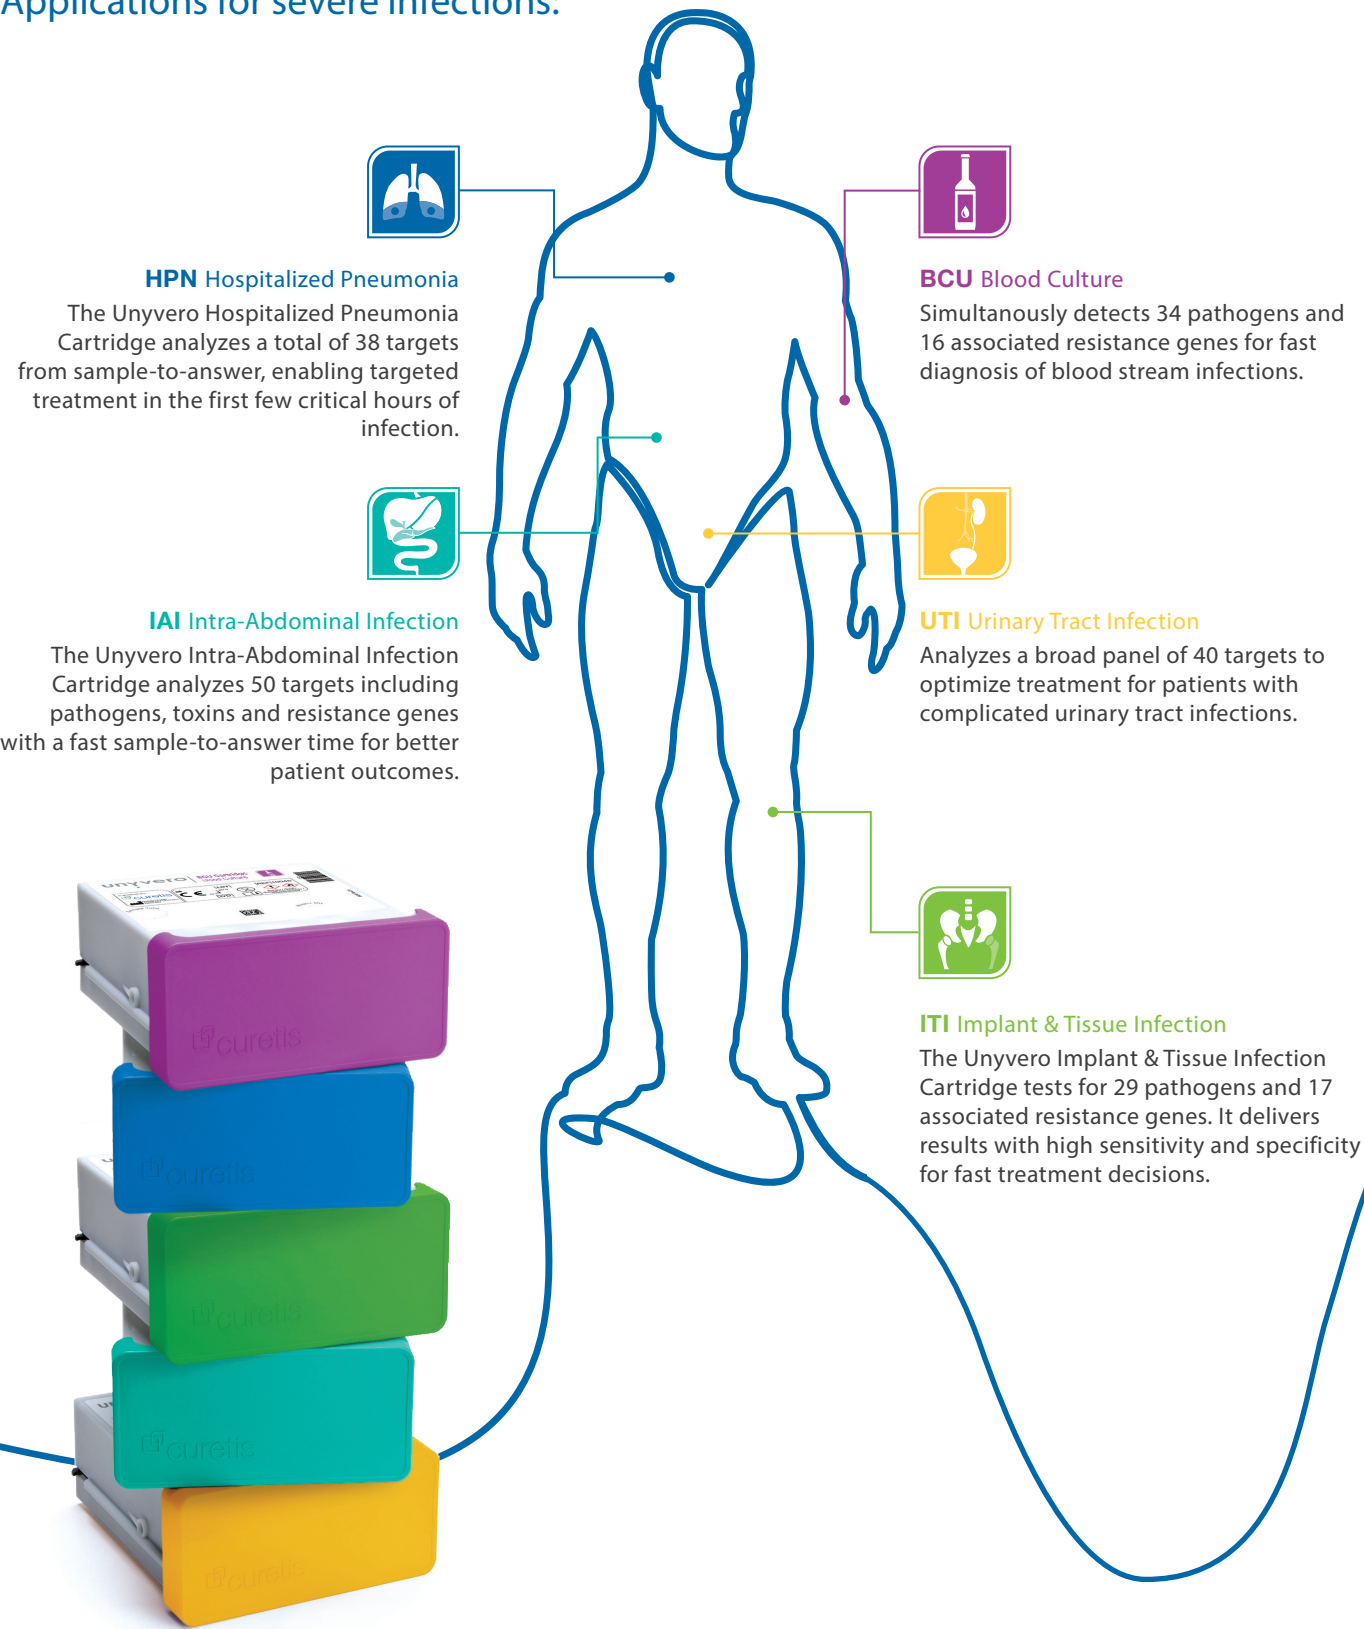 Applications for severe infections:
HPN Hospitalized Pneumonia
The Unyvero Hospitalized Pneumonia
Cartridge analyzes a total of 38 targets
from sample-to-answer, enabling targeted
treatment in the first few critical hours of
infection.
BCU Blood Culture
Simultanously detects 34 pathogens and
16 associated resistance genes for fast
diagnosis of blood stream infections.
IAI Intra-Abdominal Infection
The Unyvero Intra-Abdominal Infection
Cartridge analyzes 50 targets including
pathogens, toxins and resistance genes
with a fast sample-to-answer time for better
patient outcomes.
UTI Urinary Tract Infection
Analyzes a broad panel of 40 targets to
optimize treatment for patients with
complicated urinary tract infections.
ITI Implant & Tissue Infection
The Unyvero Implant & Tissue Infection
Cartridge tests for 29 pathogens and 17
associated resistance genes. It delivers
results with high sensitivity and specificity
for fast treatment decisions.
unyvero BCU Cartridge
Blood Culture
curetis
CE
curetis
curetis
curetis
curetis
curetis